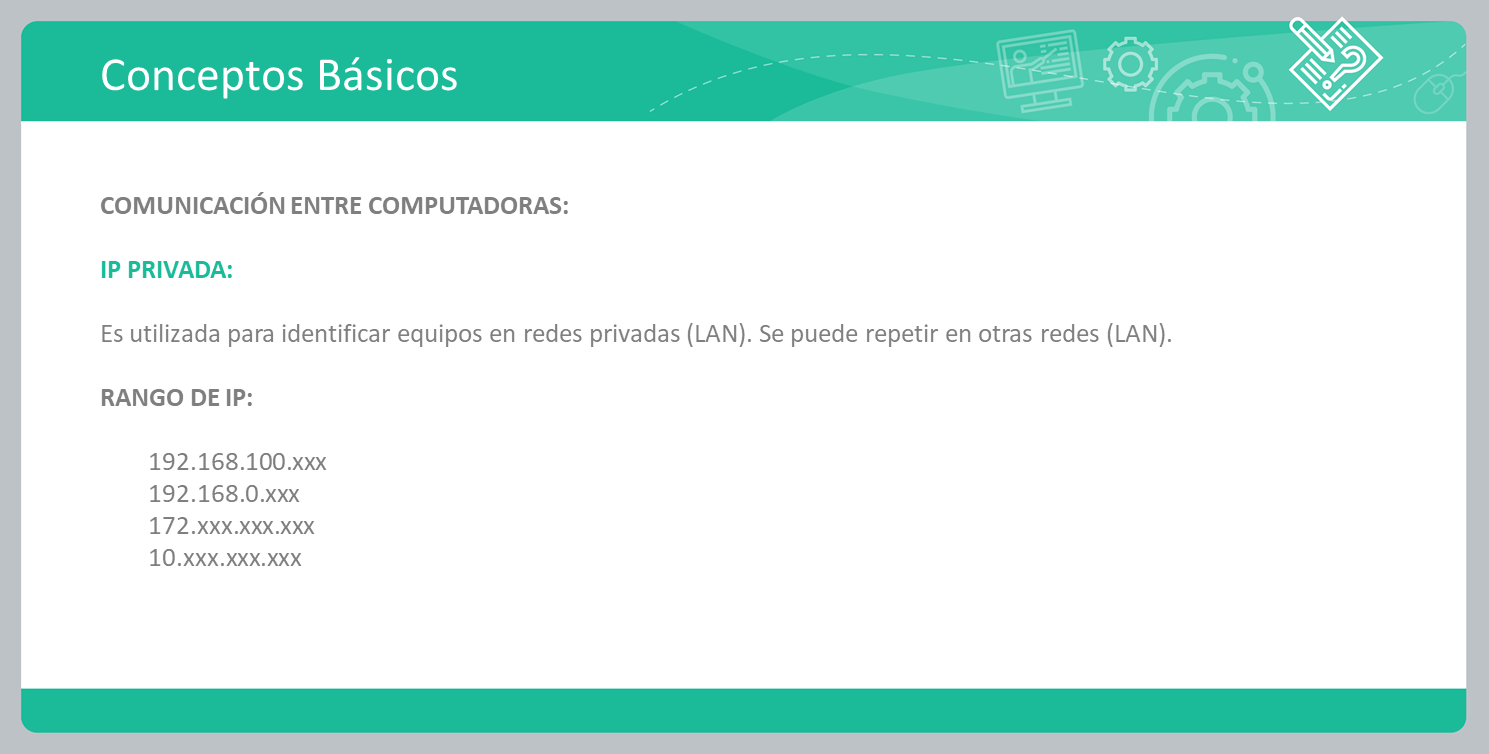 Conceptos Básicos
COMUNICACIÓN ENTRE COMPUTADORAS:
IP PRIVADA:
Es utilizada para identificar equipos en redes privadas (LAN). Se puede repetir en otras redes (LAN).
RANGO DE IP:
192.168.100.xxx
192.168.0.xxx
172.xxx.xxx.xxx
10.xxx.xxx.xxx